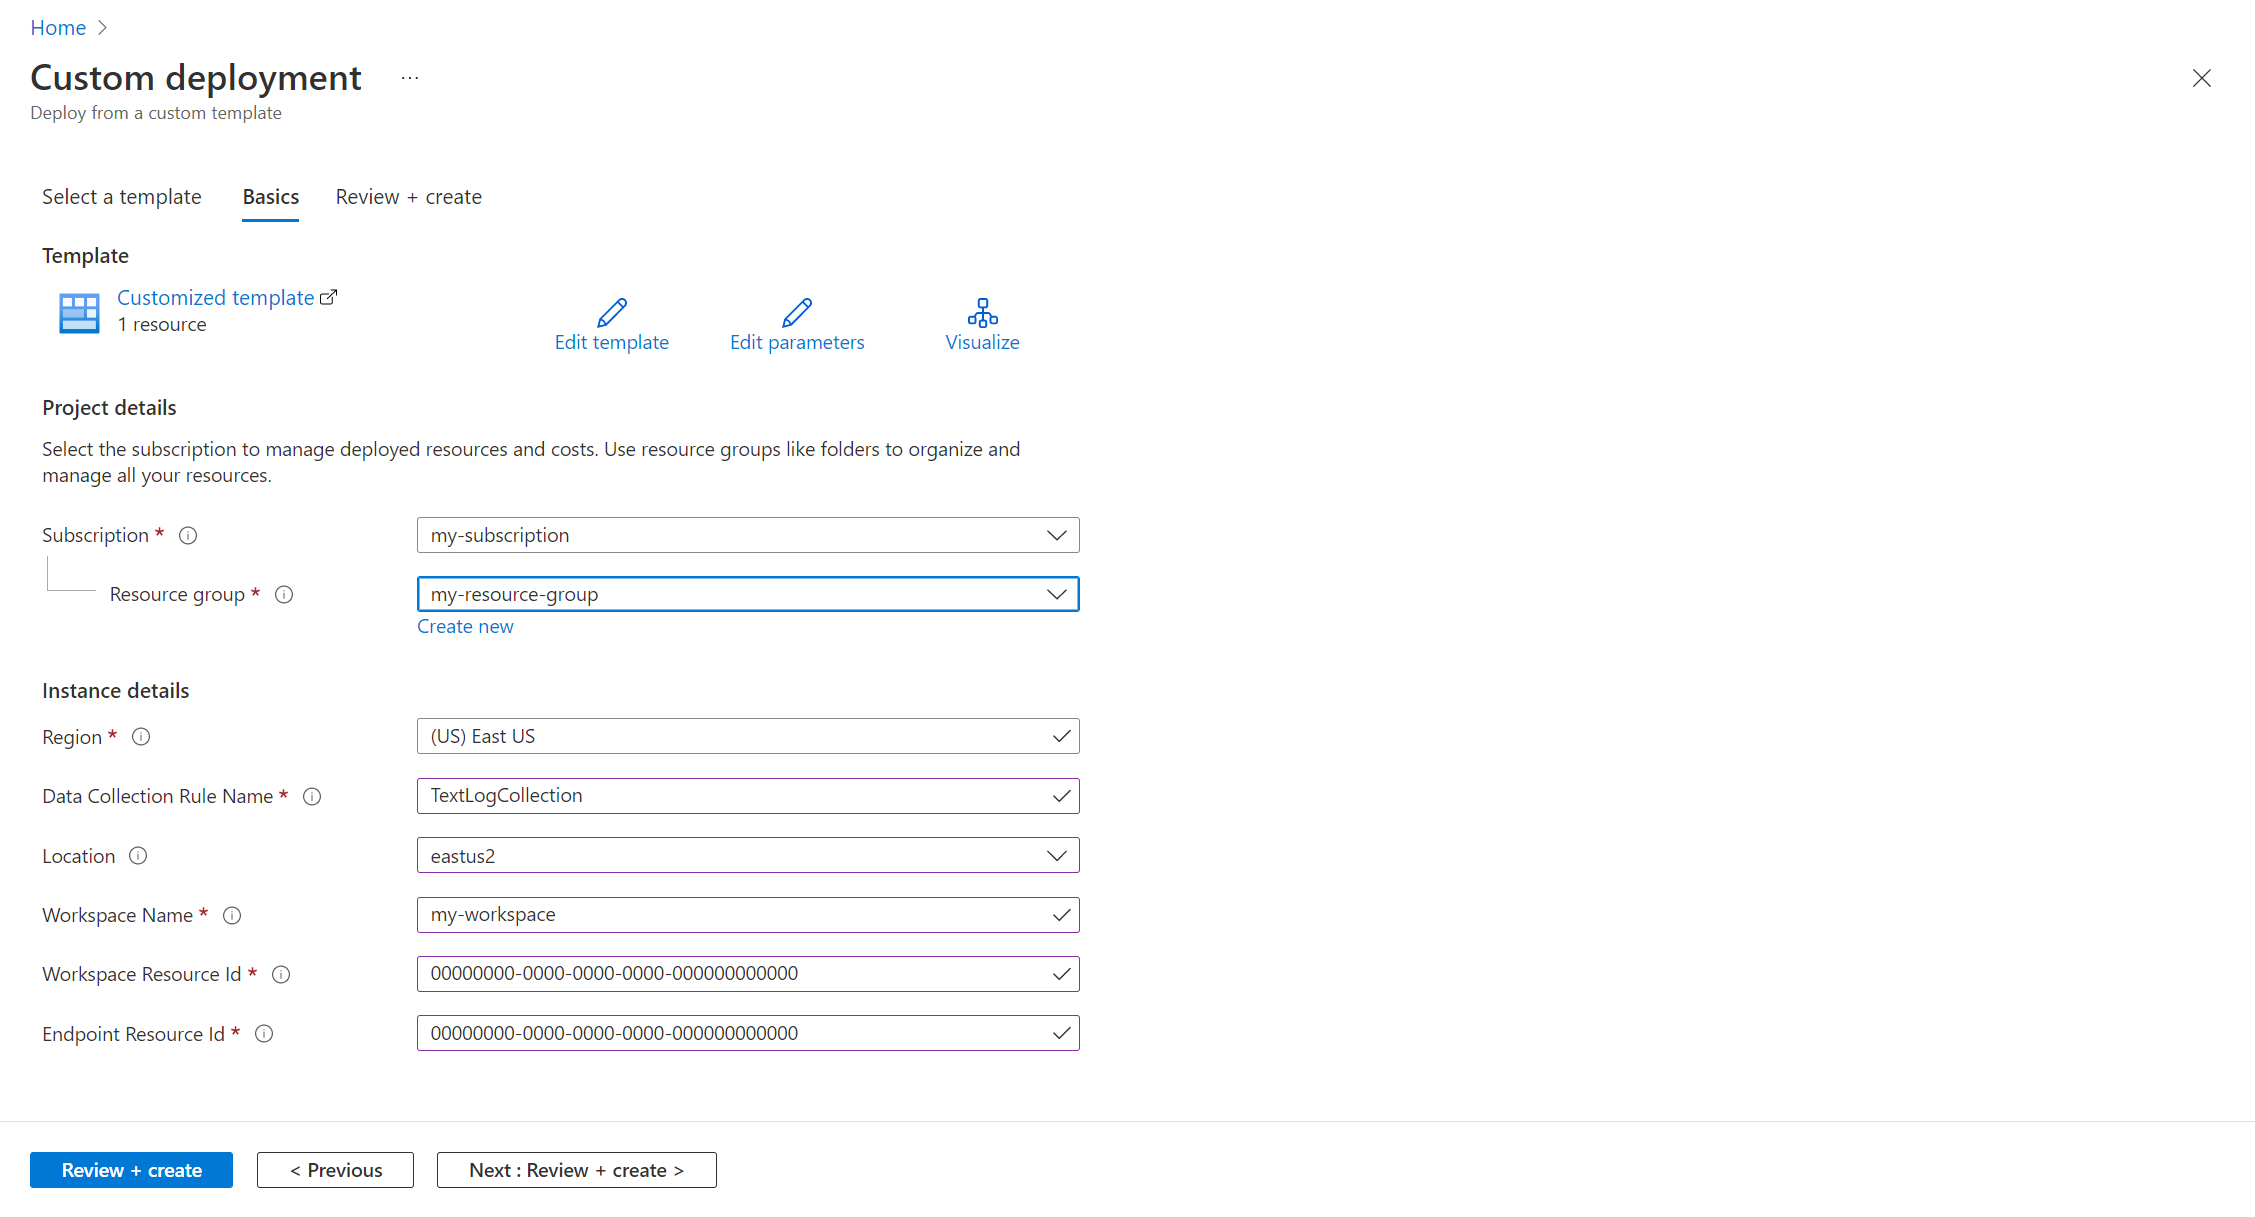 Home
Custom deployment ...
Deploy from a custom template
Select a template Basics Review + create
Template
Customized template
1 resource
Edit template Edit parameters Visualize
Project details
Select the subscription to manage deployed resources and costs. Use resource groups like folders to organize and
manage all your resources.
Subscription * my-subscription
Resource group * my-resource-group
Create new
Instance details
Region * (US) East US
Data Collection Rule Name * TextLogCollection
Location eastus2
Workspace Name * my-workspace
Workspace Resource Id * 00000000-0000-0000-0000-000000000000
Endpoint Resource Id * 00000000-0000-0000-0000-000000000000
Review + create < Previous Next : Review + create >